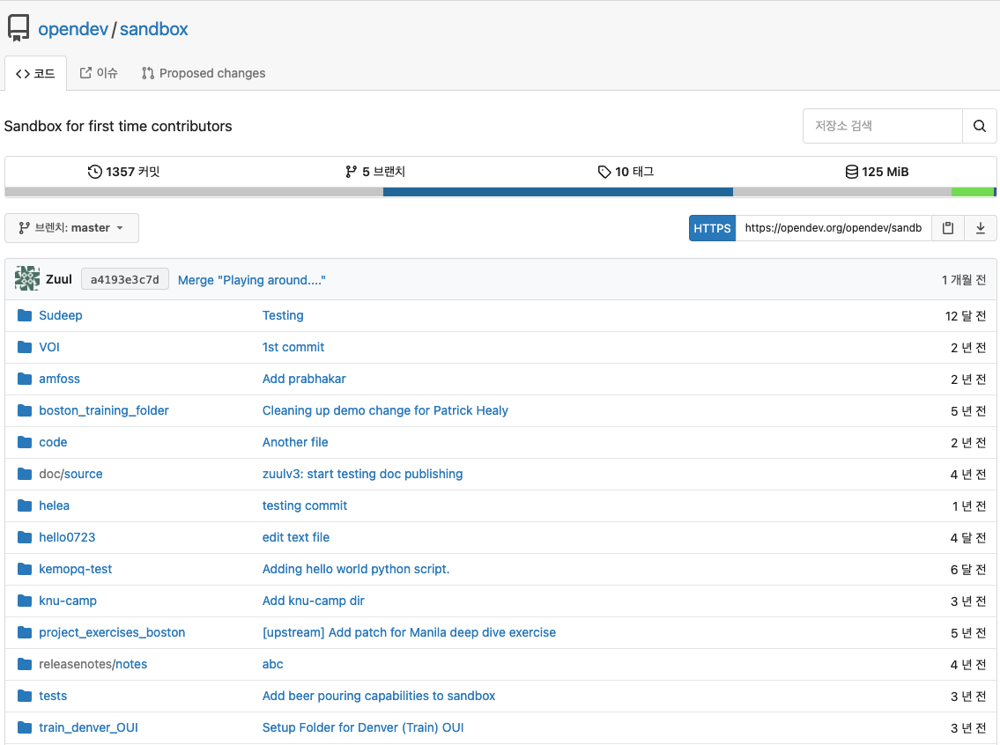 opendev/sandbox
코드 이슈 Proposed changes
Sandbox for first time contributors 저장소 검색
1357 커밋 5 브랜치 10 태그 125 MiB
브렌치: master HTTPS https://opendev.org/opendev/sandb
Zuul a4193e3c7d Merge "Playing around...." 1 개월 전
Sudeep Testing 12 달 전
VOI 1st commit 2 년 전
amfoss Add prabhakar 2 년 전
boston_training_folder Cleaning up demo change for Patrick Healy 5 년 전
code Another file 2 년 전
doc/source zuulv3: start testing doc publishing 4 년 전
helea testing commit 1 년 전
hello0723 edit text file 4 달 전
kemopq-test Adding hello world python script. 6 달 전
knu-camp Add knu-camp dir 3 년 전
project_exercises_boston [upstream] Add patch for Manila deep dive exercise 5 년 전
releasenotes/notes abc 4 년 전
tests Add beer pouring capabilities to sandbox 3 년 전
train_denver_OUI Setup Folder for Denver (Train) OUI 3 년 전